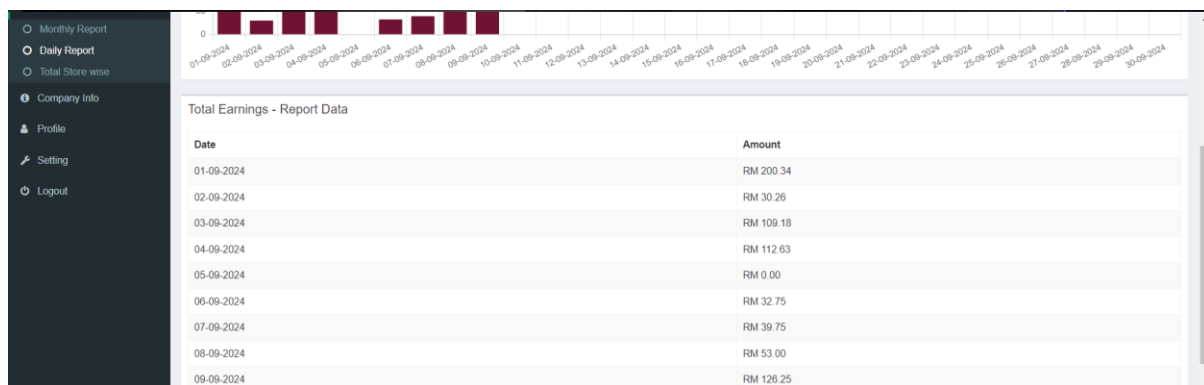 Monthly Report
Daily Report
Total Store wise
Company Info
Profile
Setting
Logout
0
01-09-2024 02-09-2024 03-09-2024 04-09-2024 05-09-2024 06-09-2024 07-09-2024 08-09-2024 09-09-2024 10-09-2024 11-09-2024 12-09-2024 13-09-2024 14-09-2024 15-09-2024 16-09-2024 17-09-2024 18-09-2024 19-09-2024 20-09-2024 21-09-2024 22-09-2024 23-09-2024 24-09-2024 25-09-2024 26-09-2024 27-09-2024 28-09-2024 29-09-2024 30-09-2024
Total Earnings - Report Data
Date Amount
01-09-2024 RM 200.34
02-09-2024 RM 30.26
03-09-2024 RM 109.18
04-09-2024 RM 112.63
05-09-2024 RM 0.00
06-09-2024 RM 32.75
07-09-2024 RM 39.75
08-09-2024 RM 53.00
09-09-2024 RM 126.25